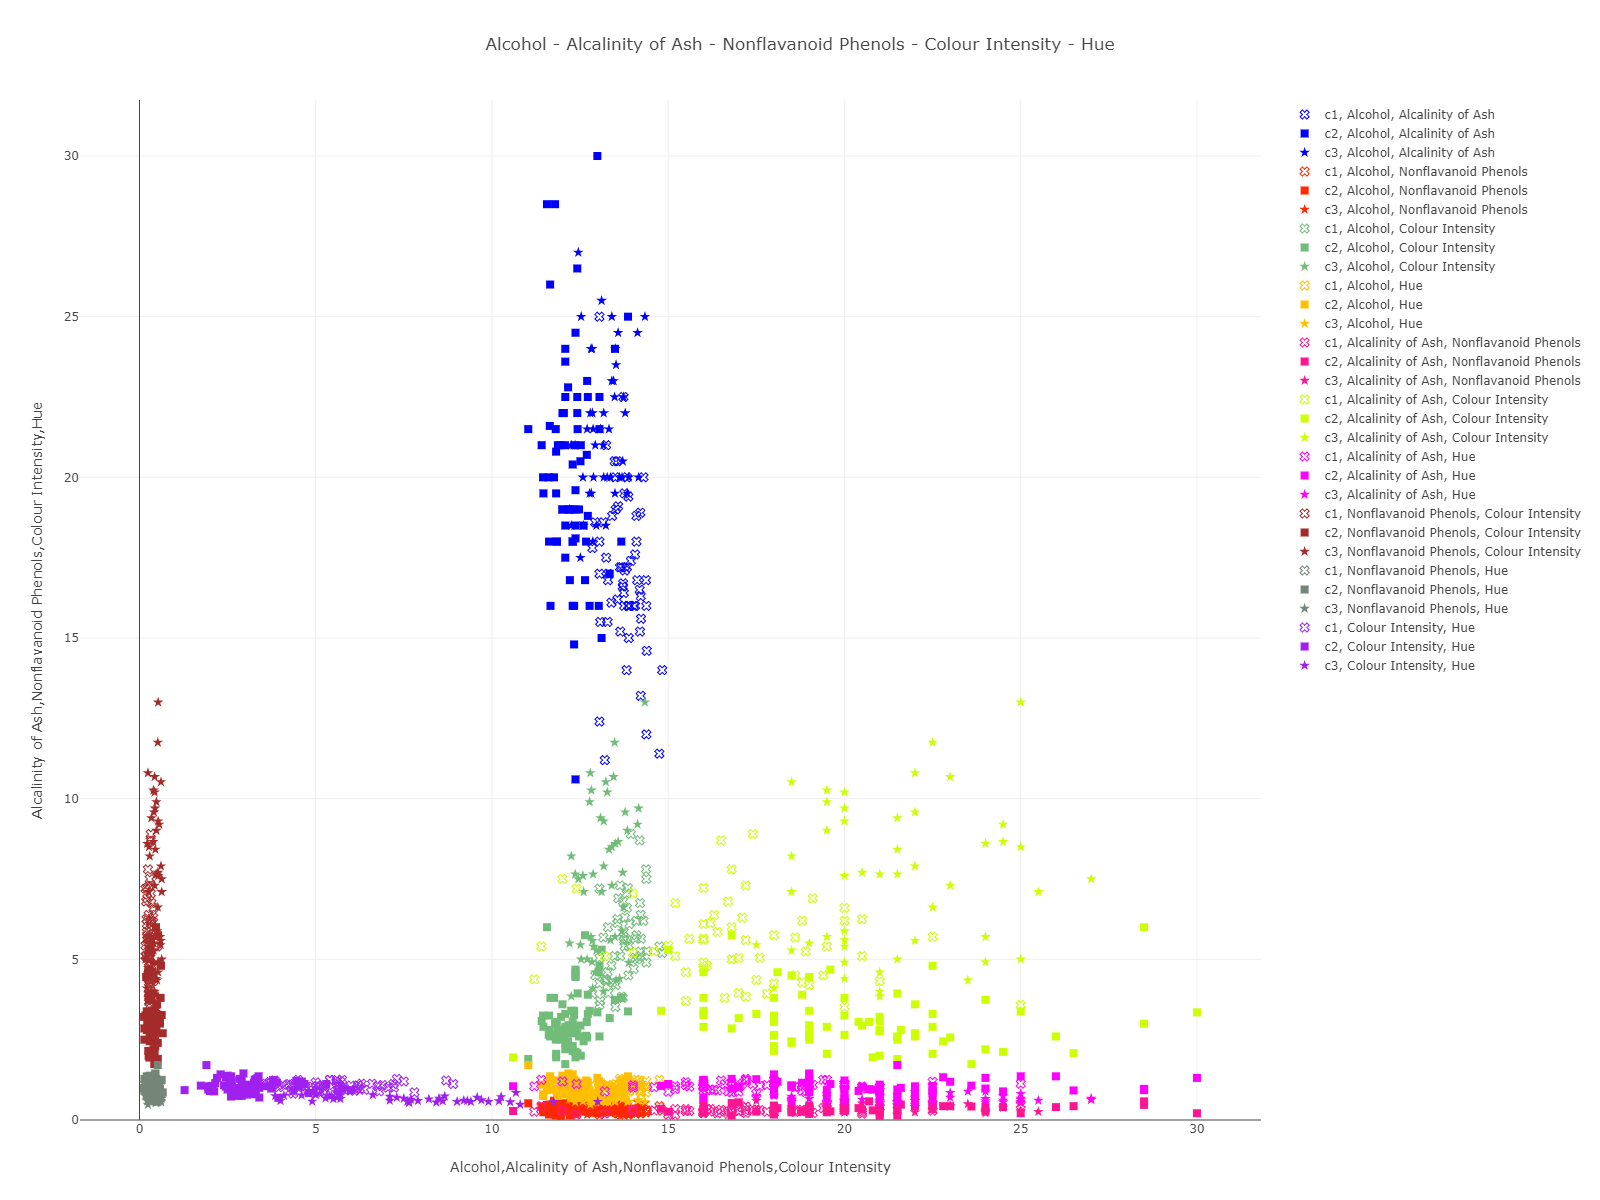 Alcohol - Alcalinity of Ash - Nonflavanoid Phenols - Colour Intensity - Hue
c1, Alcohol, Alcalinity of Ash
c2, Alcohol, Alcalinity of Ash
c3, Alcohol, Alcalinity of Ash
c1, Alcohol, Nonflavanoid Phenols
c2, Alcohol, Nonflavanoid Phenols
c3, Alcohol, Nonflavanoid Phenols
c1, Alcohol, Colour Intensity
c2, Alcohol, Colour Intensity
c3, Alcohol, Colour Intensity
c1, Alcohol, Hue
c2, Alcohol, Hue
c3, Alcohol, Hue
c1, Alcalinity of Ash, Nonflavanoid Phenols
c2, Alcalinity of Ash, Nonflavanoid Phenols
c3, Alcalinity of Ash, Nonflavanoid Phenols
c1, Alcalinity of Ash, Colour Intensity
c2, Alcalinity of Ash, Colour Intensity
c3, Alcalinity of Ash, Colour Intensity
c1, Alcalinity of Ash, Hue
c2, Alcalinity of Ash, Hue
c3, Alcalinity of Ash, Hue
c1, Nonflavanoid Phenols, Colour Intensity
c2, Nonflavanoid Phenols, Colour Intensity
c3, Nonflavanoid Phenols, Colour Intensity
c1, Nonflavanoid Phenols, Hue
c2, Nonflavanoid Phenols, Hue
c3, Nonflavanoid Phenols, Hue
c1, Colour Intensity, Hue
c2, Colour Intensity, Hue
c3, Colour Intensity, Hue
Alcalinity of Ash,Nonflavanoid Phenols,Colour Intensity,Hue
30
25
20
15
10
5
0
0 5 10 15 20 25 30
Alcohol,Alcalinity of Ash,Nonflavanoid Phenols,Colour Intensity